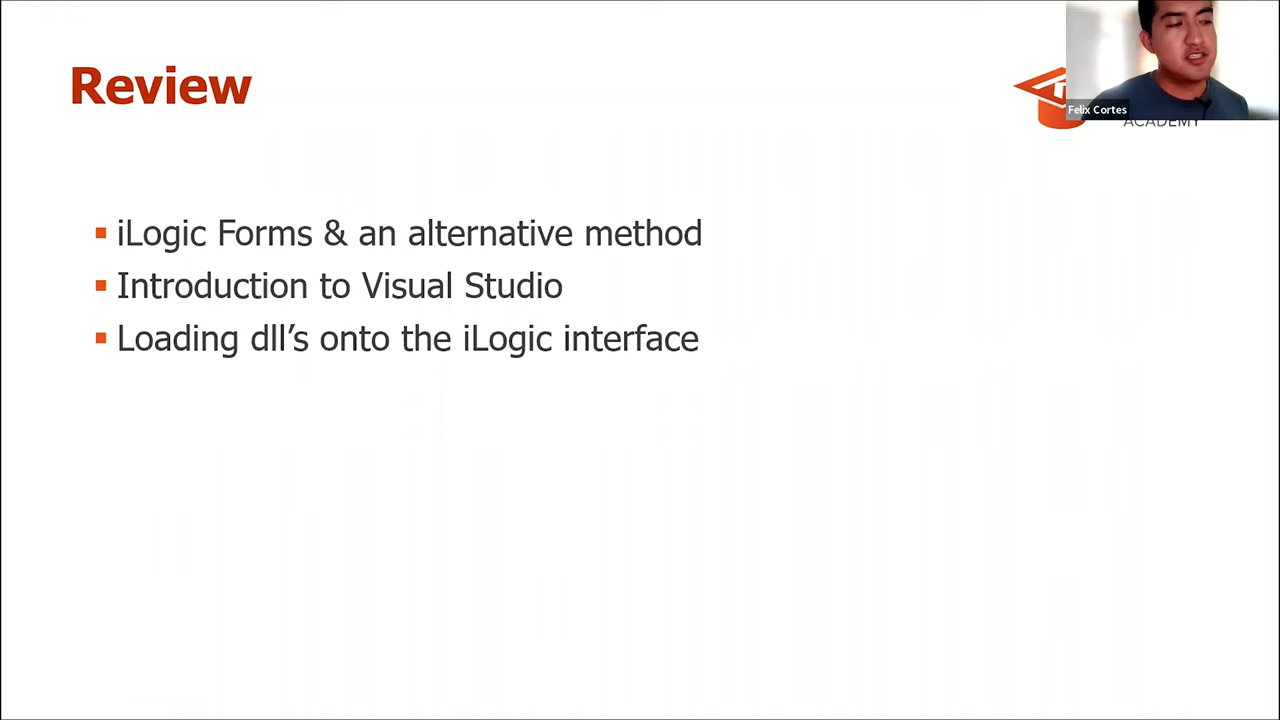 Review
Felix Cortes
ACADEMY
iLogic Forms & an alternative method
Introduction to Visual Studio
Loading dll’s onto the iLogic interface